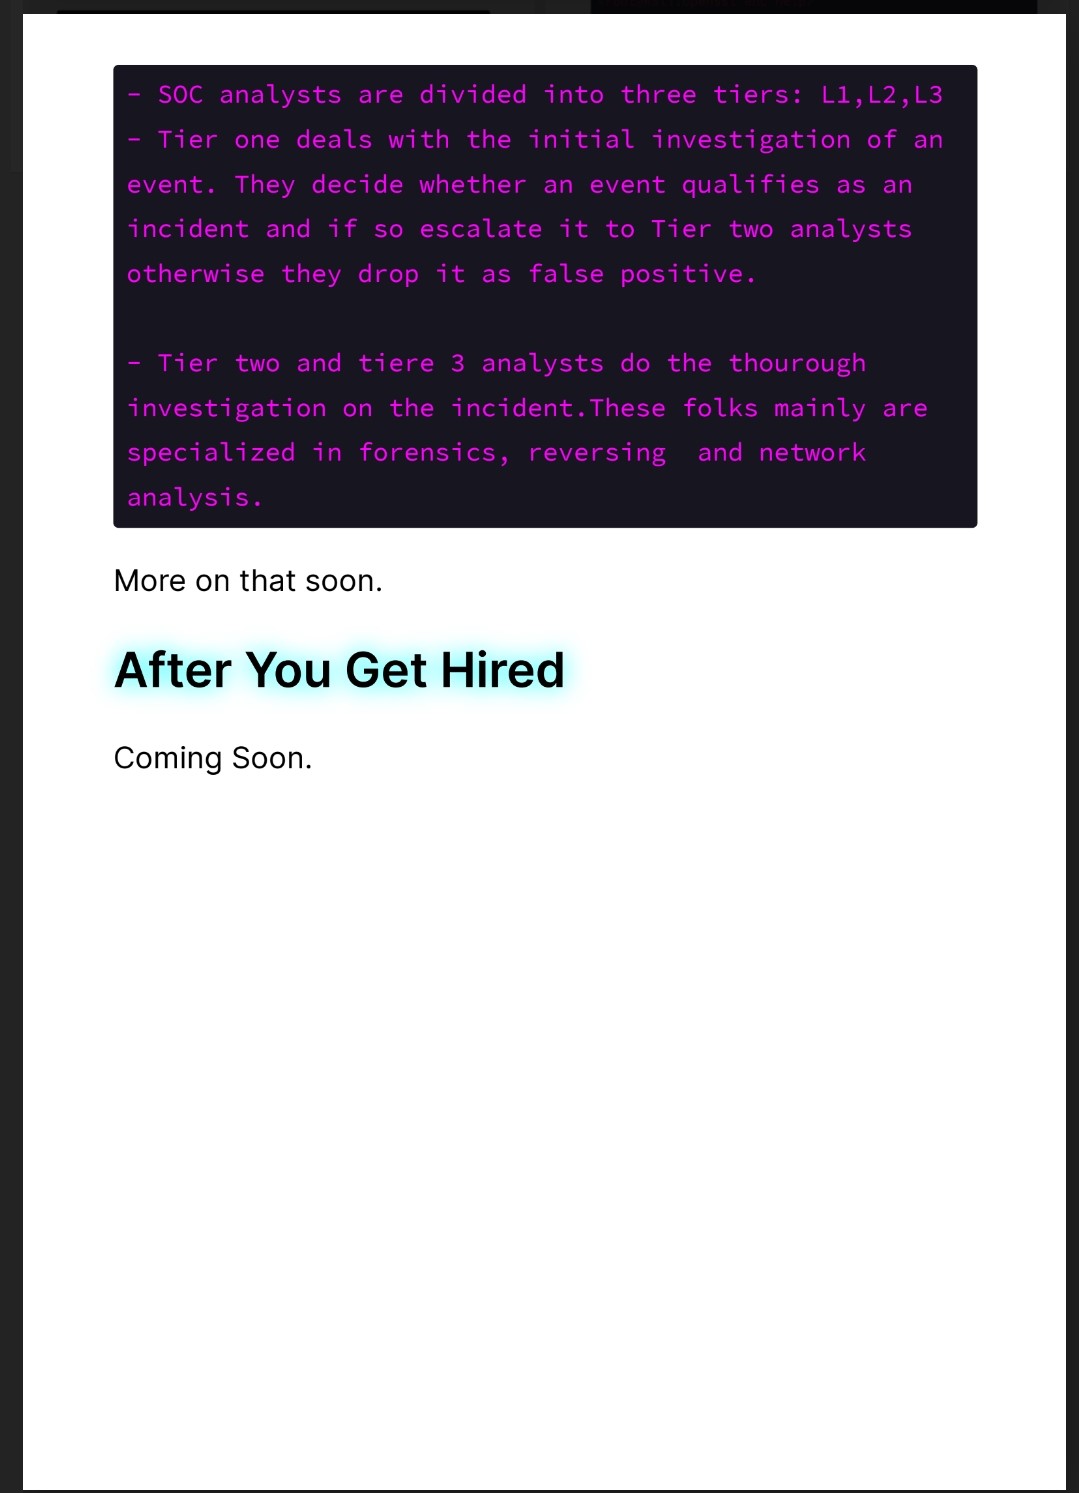 - SOC analysts are divided into three tiers: L1,L2,L3
- Tier one deals with the initial investigation of an
event. They decide whether an event qualifies as an
incident and if so escalate it to Tier two analysts
otherwise they drop it as false positive.
- Tier two and tiere 3 analysts do the thourough
investigation on the incident.These folks mainly are
specialized in forensics, reversing  and network
analysis.
More on that soon.
After You Get Hired
Coming Soon.